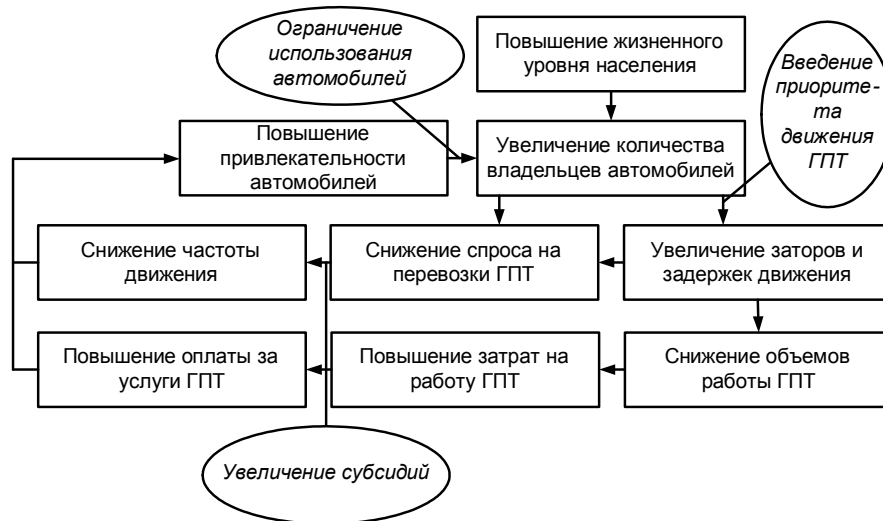 Ограничение
использования
автомобилей
Повышение жизненного
уровня населения
Введение
приорите-
та
движения
ГПТ
Повышение
привлекательности
автомобилей
Увеличение количества
владельцев автомобилей
Снижение частоты
движения
Снижение спроса на
перевозки ГПТ
Увеличение заторов и
задержек движения
Повышение оплаты за
услуги ГПТ
Повышение затрат на
работу ГПТ
Снижение объемов
работы ГПТ
Увеличение субсидий